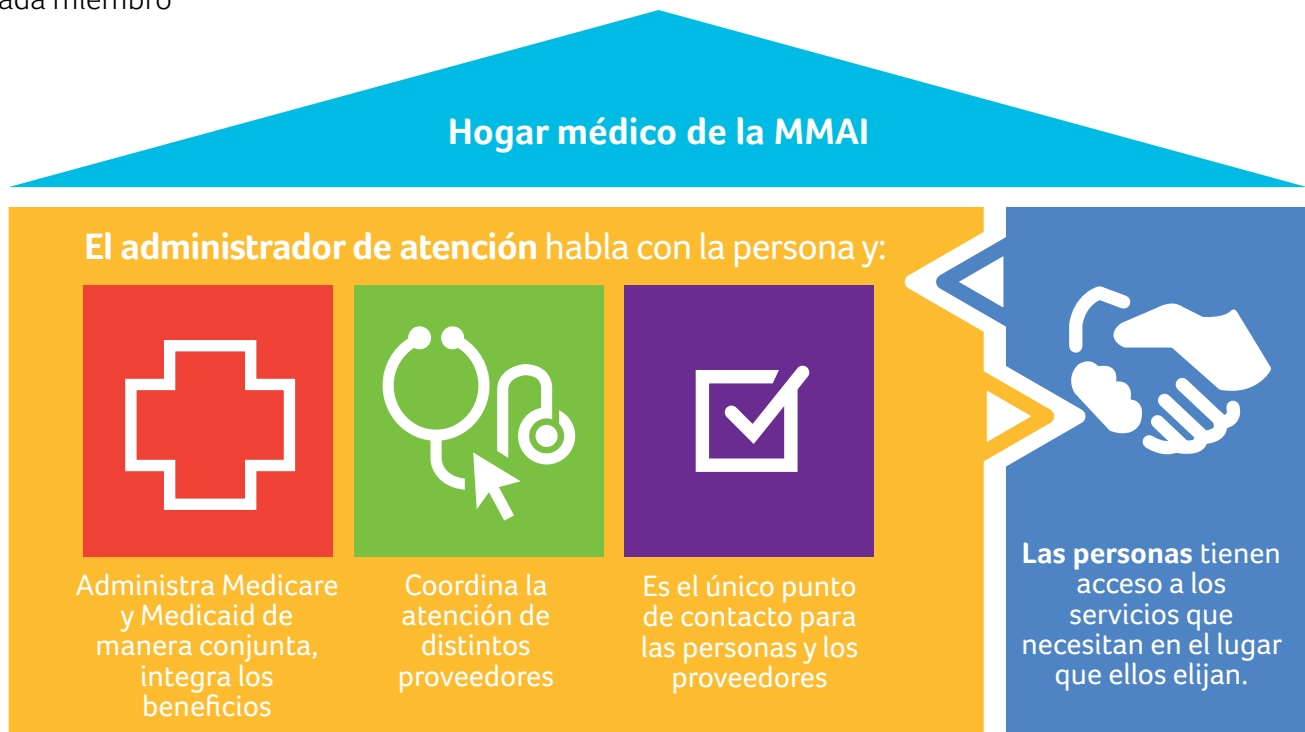 ada miembro
Hogar médico de la MMAI
El administrador de atención habla con la persona y:
Administra Medicare
y Medicaid de
manera conjunta,
integra los
beneficios
Coordina la
atención de
distintos
proveedores
Es el único punto
de contacto para
las personas y los
proveedores
Las personas tienen
acceso a los
servicios que
necesitan en el lugar
que ellos elijan.